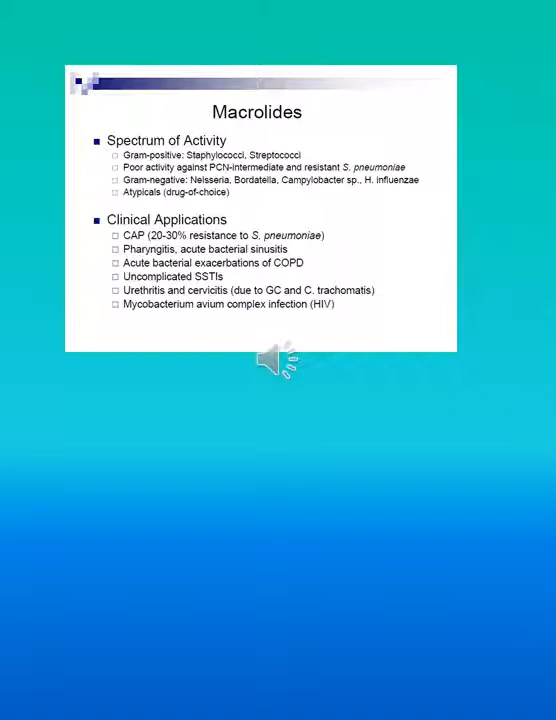 Macrolides
Spectrum of Activity
Gram-positive: Staphylococci, Streptococci
Poor activity against PCN-intermediate and resistant S. pneumoniae
Gram-negative: Neisseria, Bordatella, Campylobacter sp., H. influenzae
Atypicals (drug-of-choice)
Clinical Applications
CAP (20-30% resistance to S. pneumoniae)
Pharyngitis, acute bacterial sinusitis
Acute bacterial exacerbations of COPD
Uncomplicated SSTIs
Urethritis and cervicitis (due to GC and C. trachomatis)
Mycobacterium avium complex infection (HIV)